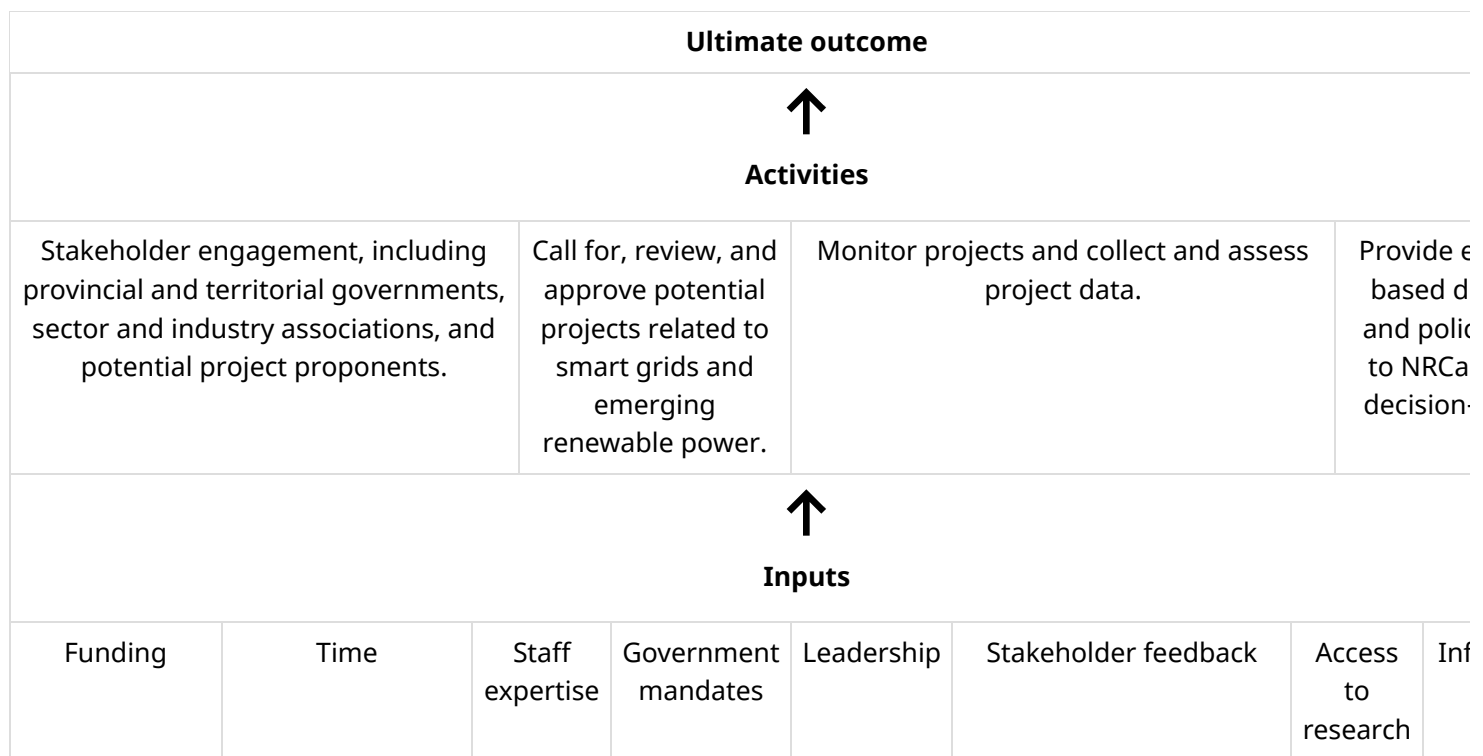 Ultimate outcome
↑
Activities
Stakeholder engagement, including
provincial and territorial governments,
sector and industry associations, and
potential project proponents.
Call for, review, and
approve potential
projects related to
smart grids and
emerging
renewable power.
Monitor projects and collect and assess
project data.
Provide
based
and
to
↑
Inputs
Funding
Time
Staff
expertise
Government
mandates
Leadership
Stakeholder feedback
Access
to
research